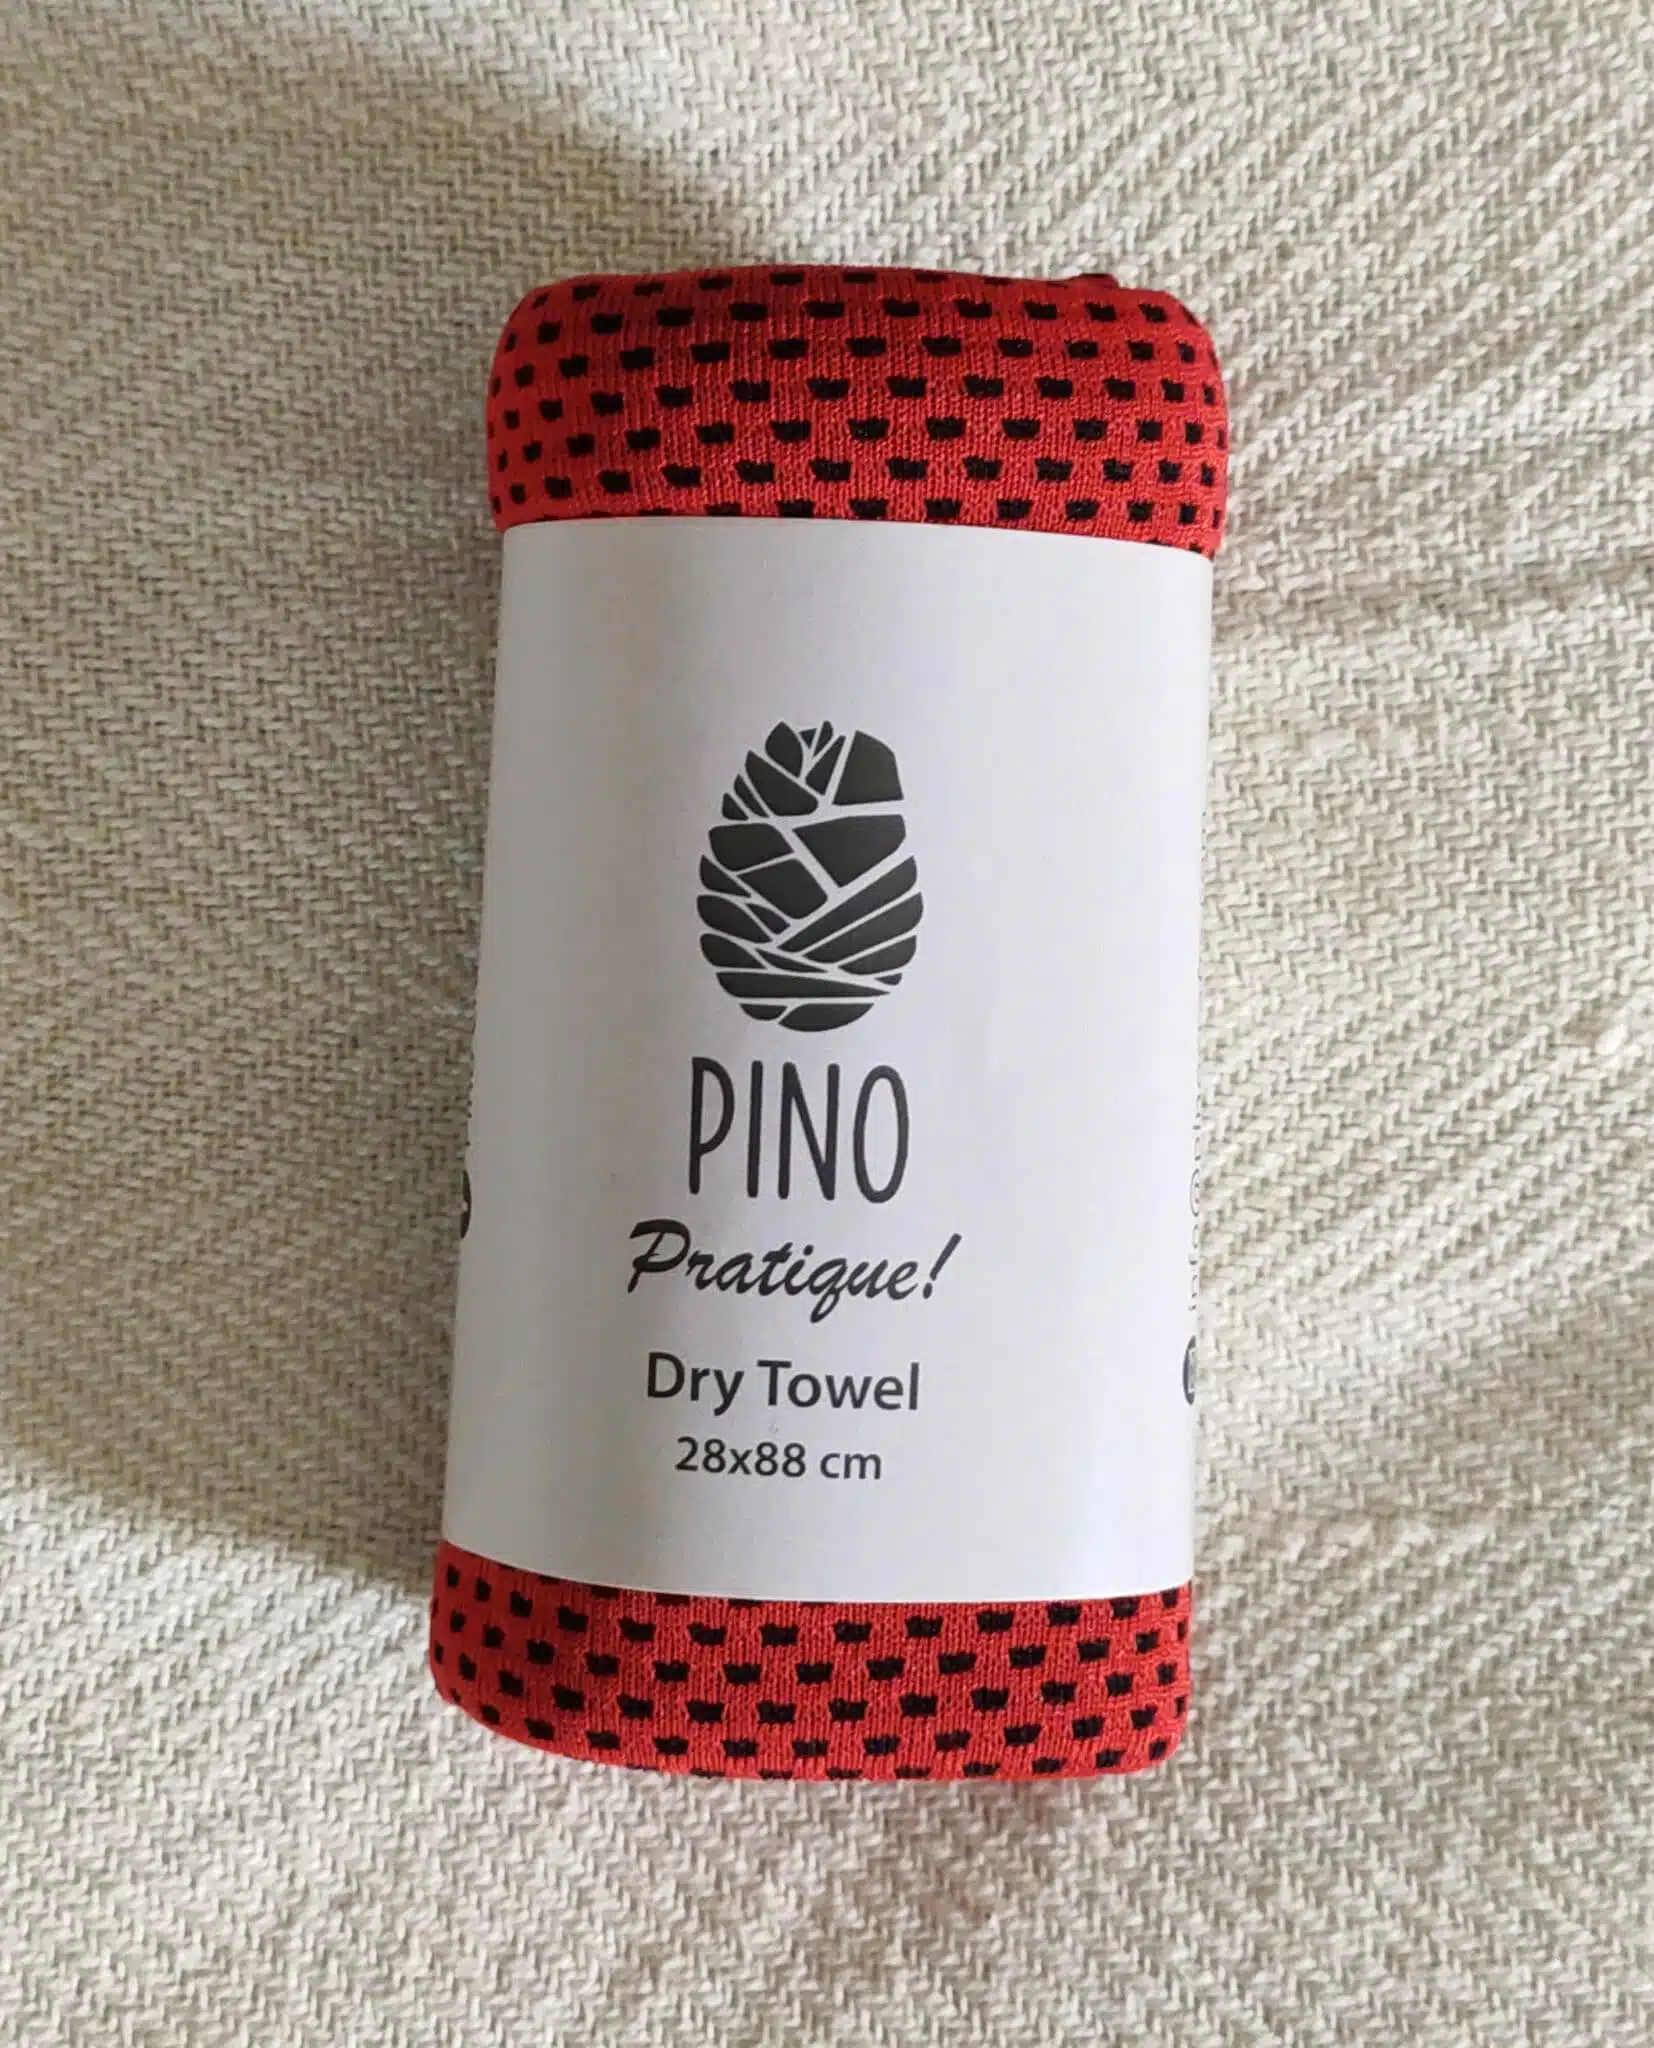 PINO
Pratique!
Dry Towel
28x88 cm